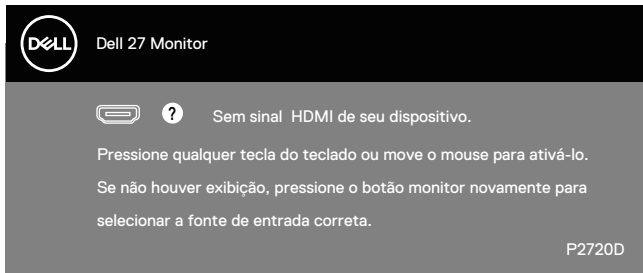 DELL
Dell 27 Monitor
? Sem sinal HDMI de seu dispositivo.
Pressione qualquer tecla do teclado ou move o mouse para ativá-lo.
Se não houver exibição, pressione o botão monitor novamente para
selecionar a fonte de entrada correta.
P2720D